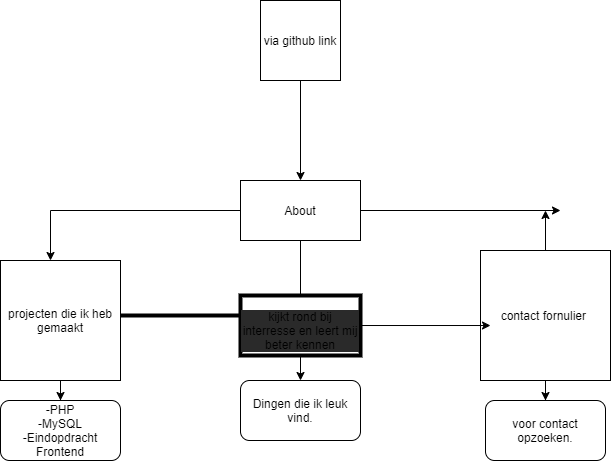 via github link
About
projecten die ik heb
gemaakt
kijkt rond bij
interresse en leert mij
beter kennen
contact fornulier
-PHP
-MySQL
-Eindopdracht
Frontend
Dingen die ik leuk
vind.
voor contact
opzoeken.